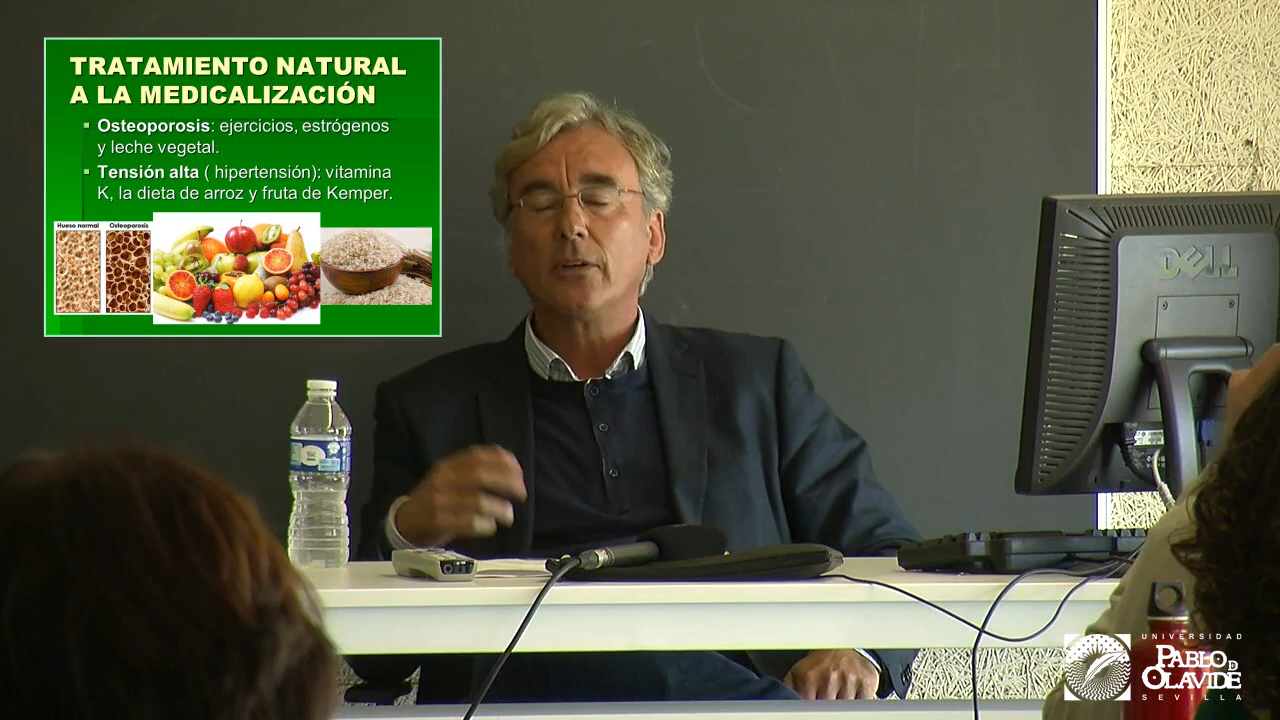 TRATAMIENTO NATURAL
A LA MEDICALIZACIÓN
▪ Osteoporosis: ejercicios, estrógenos
y leche vegetal.
▪ Tensión alta ( hipertensión): vitamina
K, la dieta de arroz y fruta de Kemper.
Hueso normal Osteoporosis
DELL
UNIVERSIDAD
PABLO D
OLAVIDE
SEVILLA